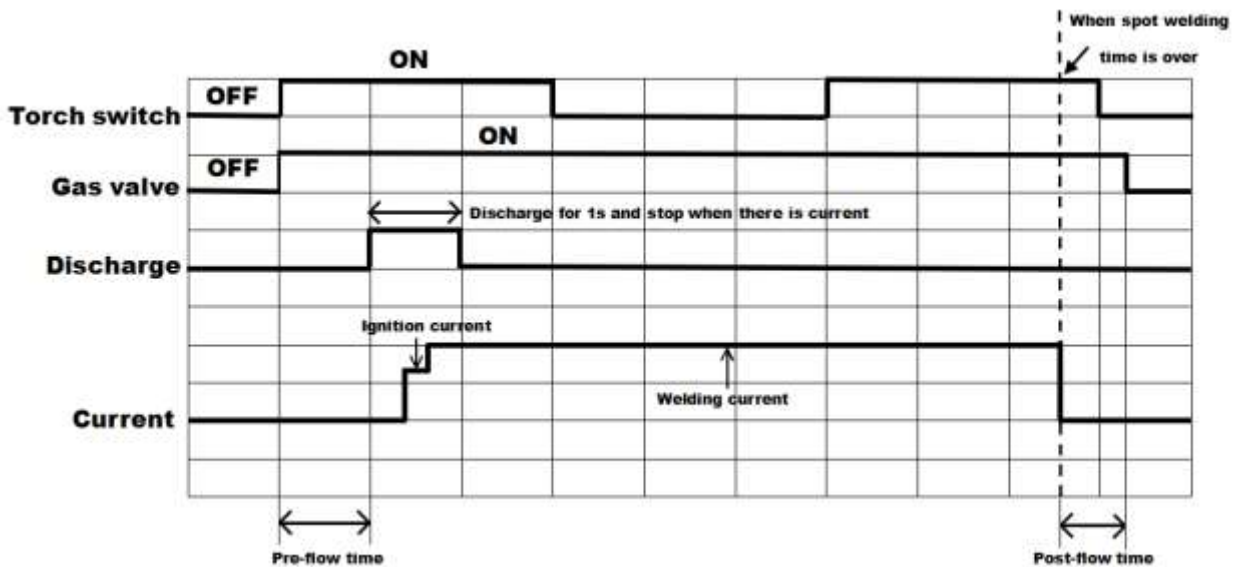 When spot welding
time is over
ON
OFF
Torch switch
ON
OFF
Gas valve
Discharge for 1s and stop when there is current
Discharge
Ignition current
Welding current
Current
Pre-flow time
Post-flow time